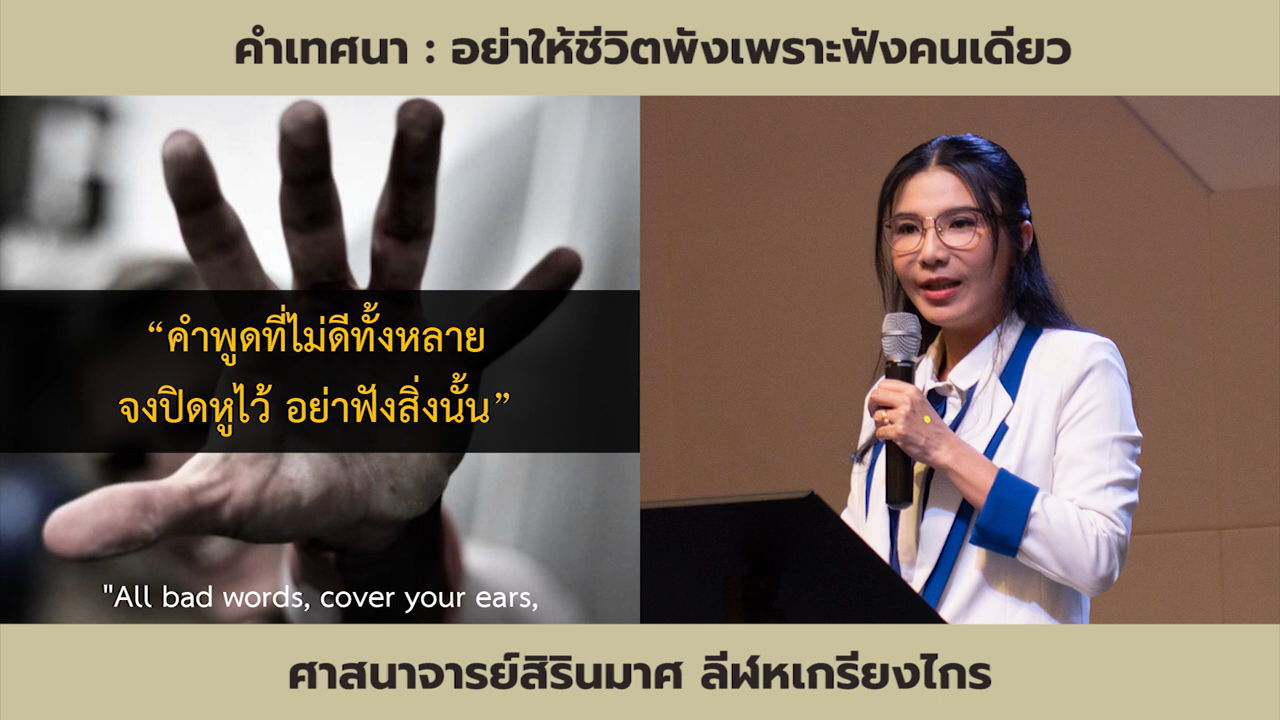 คำเทศนา : อย่าให้ชีวิตพังเพราะฟังคนเดียว
“คำพูดที่ไม่ดีทั้งหลาย
จงปิดหูไว้ อย่าฟังสิ่งนั้น”
"All bad words, cover your ears,
ศาสนาจารย์สิรินมาศ ลีฬหเกรียงไกร